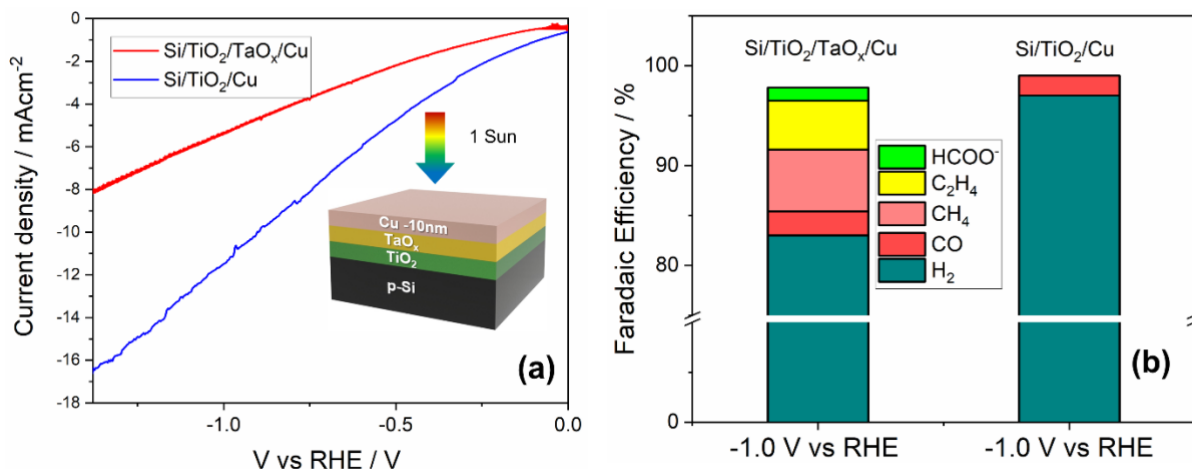 0
-2
-4
-6
-8
-10
-12
-14
-16
-18
Current density / mAcm⁻²
Si/TiO₂/TaOₓ/Cu
Si/TiO₂/Cu
1 Sun
Cu -10nm
TaOₓ
TiO₂
p-Si
(a)
-1.0
-0.5
0.0
V vs RHE / V
Si/TiO₂/TaOₓ/Cu
Si/TiO₂/Cu
100
90
80
0
Faradaic Efficiency / %
HCOO⁻
C₂H₄
CH₄
CO
H₂
(b)
-1.0 V vs RHE
-1.0 V vs RHE